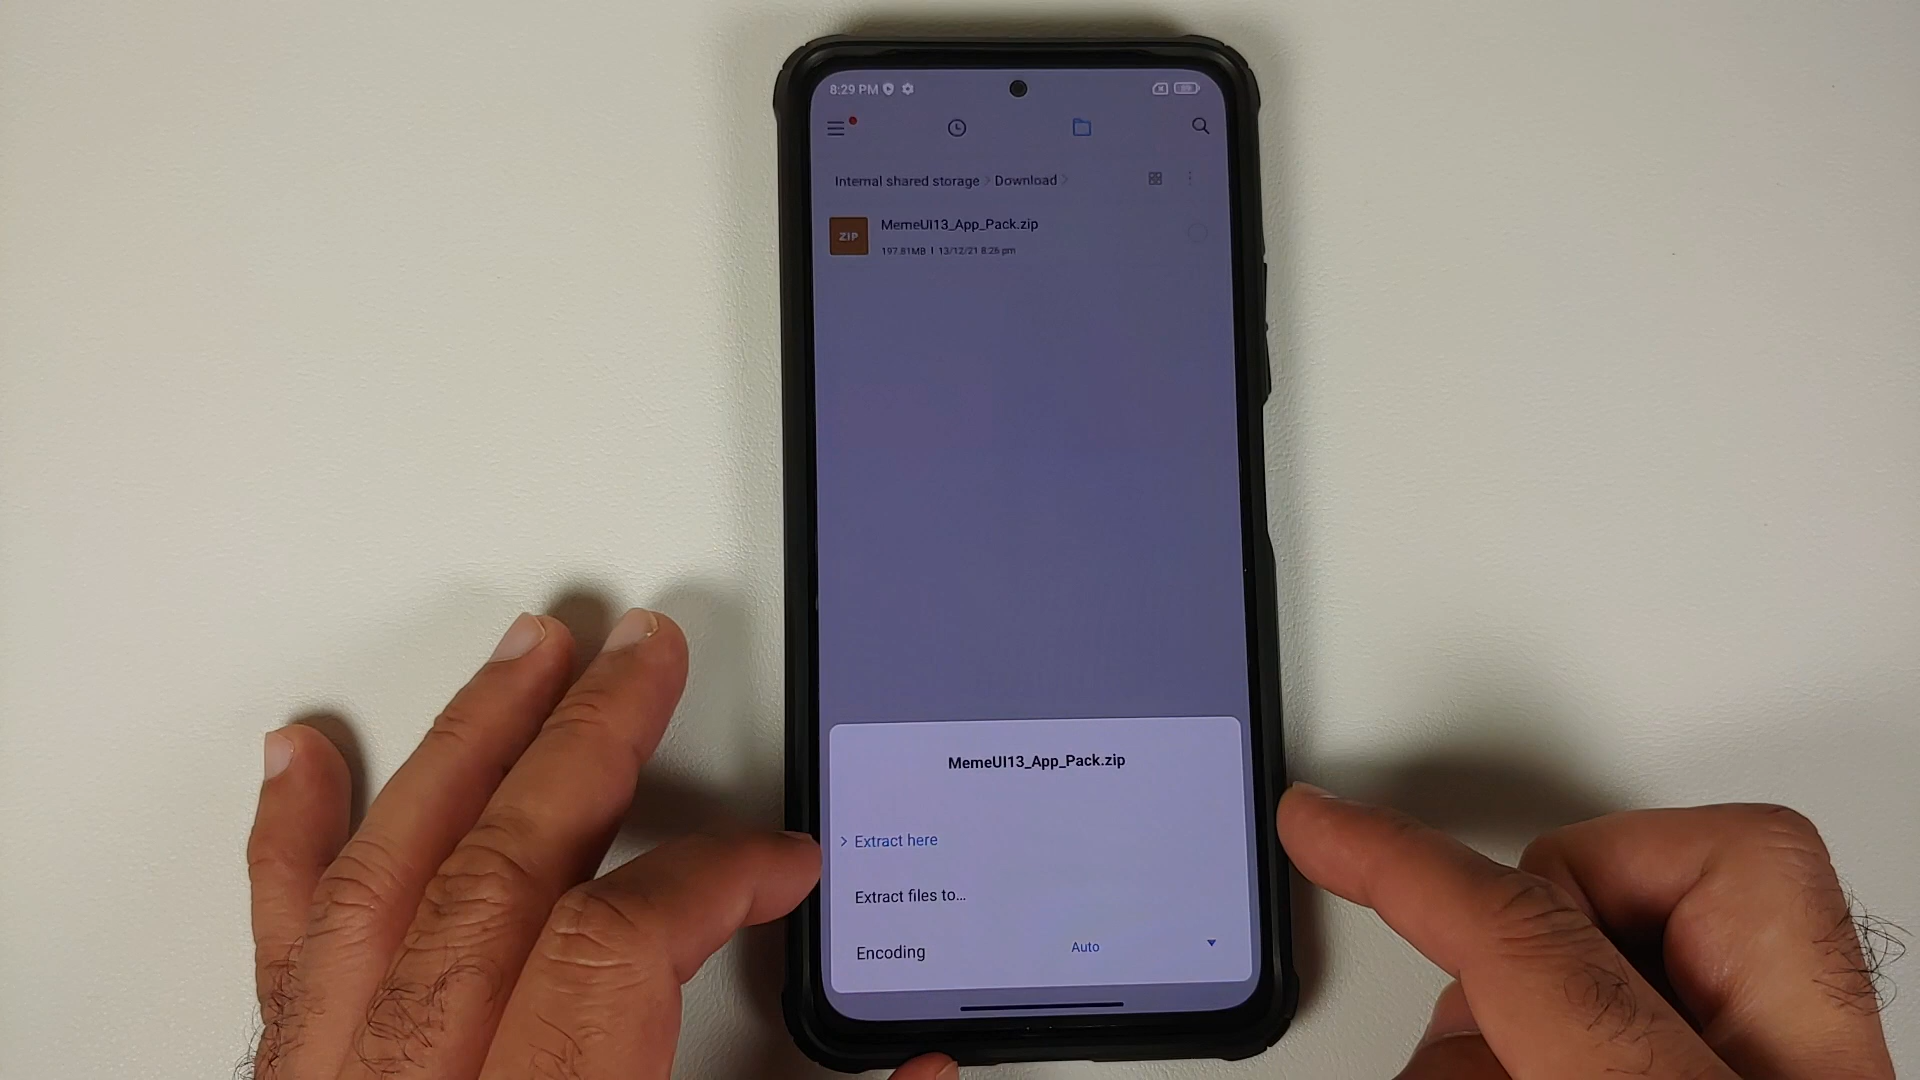 8:29 PM
Internal shared storage > Download >
ZIP
MemeUI13_App_Pack.zip
197.81MB | 13/12/21 8:26 pm
MemeUI13_App_Pack.zip
> Extract here
Extract files to...
Encoding
Auto